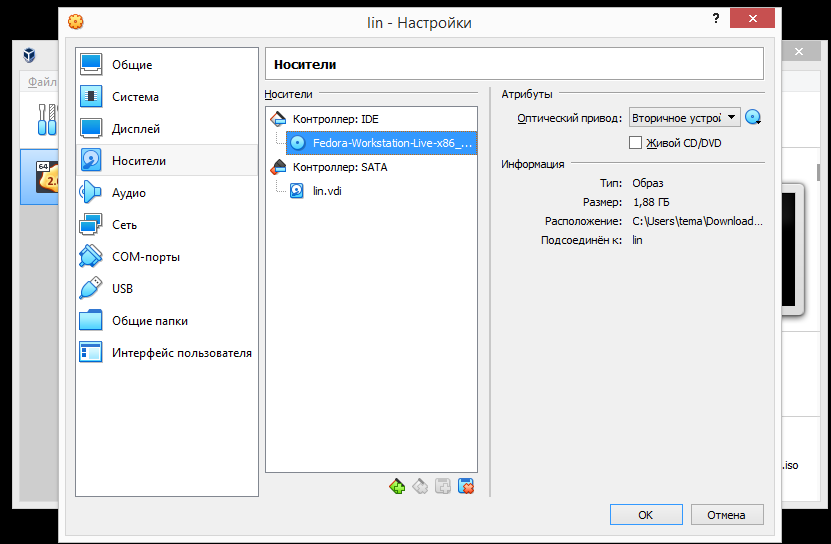 lin - Настройки
?
Файл
64
2.
Общие
Система
Дисплей
Носители
Аудио
Сеть
COM-порты
USB
Общие папки
Интерфейс пользователя
Носители
Носители
Контроллер: IDE
Fedora-Workstation-Live-x86_...
Контроллер: SATA
lin.vdi
Атрибуты
Оптический привод: Вторичное устрой
Живой CD/DVD
Информация
Тип: Образ
Размер: 1,88 ГБ
Расположение: C:\Users\tema\Download...
Подсоединён к: lin
.iso
OK
Отмена